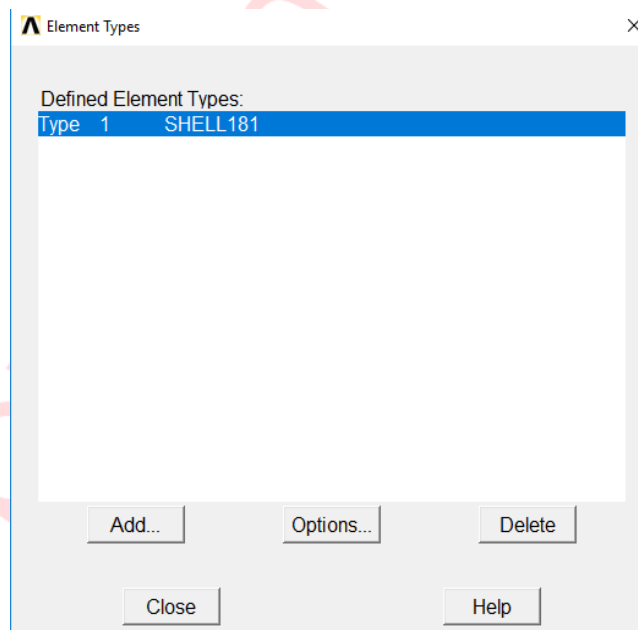 Element Types
Defined Element Types:
Type 1 SHELL181
Add... Options... Delete
Close Help